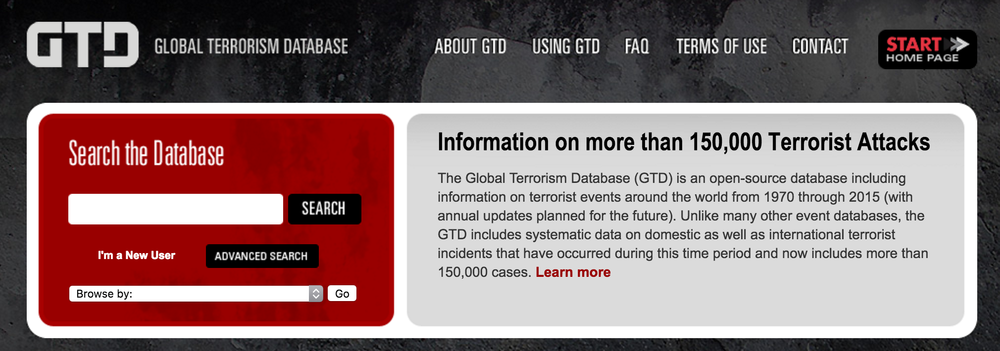 GTD GLOBAL TERRORISM DATABASE
ABOUT GTD USING GTD FAQ TERMS OF USE CONTACT
START
HOME PAGE
Search the Database
SEARCH
I'm a New User ADVANCED SEARCH
Browse by: Go
Information on more than 150,000 Terrorist Attacks
The Global Terrorism Database (GTD) is an open-source database including
information on terrorist events around the world from 1970 through 2015 (with
annual updates planned for the future). Unlike many other event databases, the
GTD includes systematic data on domestic as well as international terrorist
incidents that have occurred during this time period and now includes more than
150,000 cases. Learn more